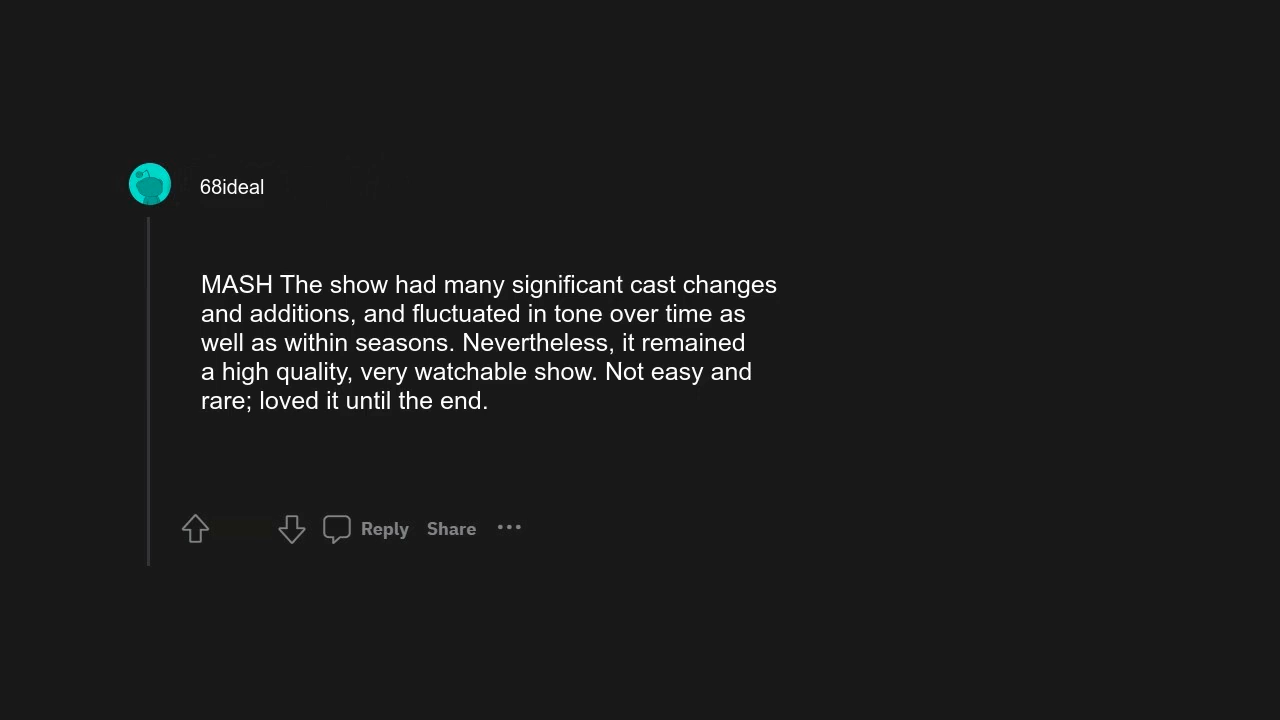 68ideal
MASH The show had many significant cast changes
and additions, and fluctuated in tone over time as
well as within seasons. Nevertheless, it remained
a high quality, very watchable show. Not easy and
rare; loved it until the end.
Reply Share